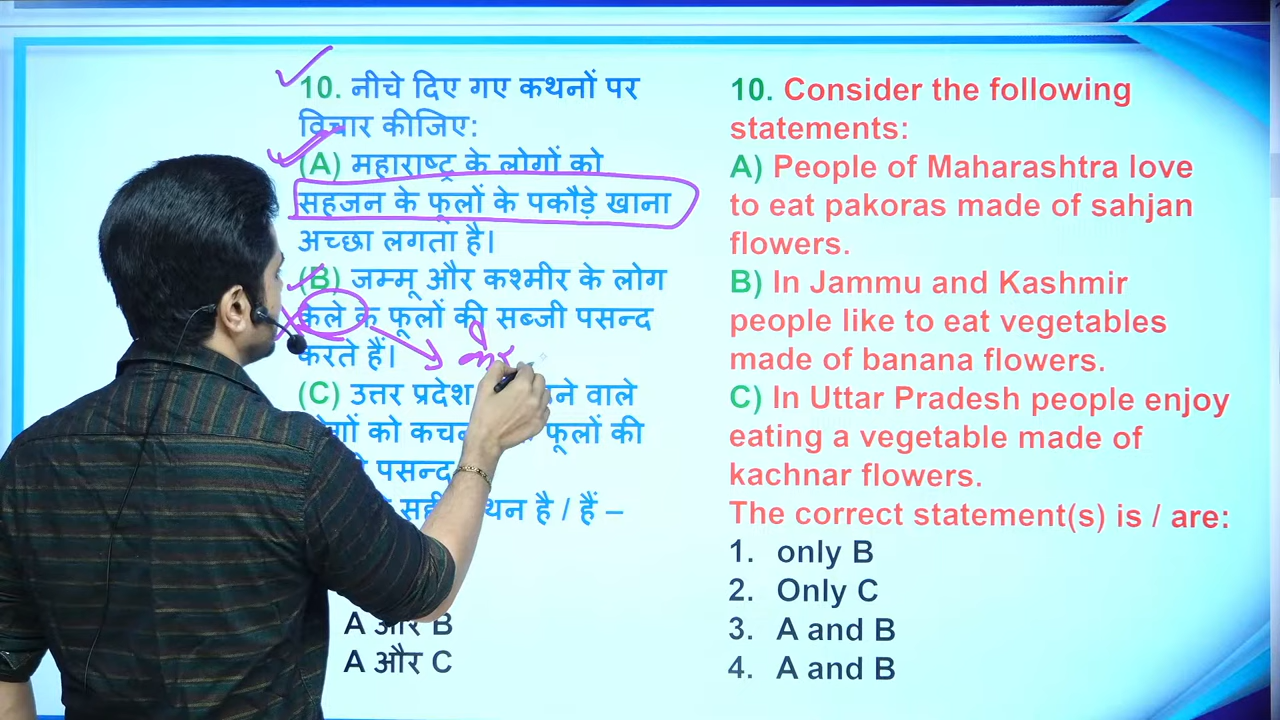 10. नीचे दिए गए कथनों पर
विचार कीजिए:
(A) महाराष्ट्र के लोगों को
सहजन के फूलों के पकौड़े खाना
अच्छा लगता है।
(B) जम्मू और कश्मीर के लोग
कले के फूलों की सब्जी पसन्द
करते हैं।
(C) उत्तर प्रदेश वाले
को फूलों की
पसन्द
है / हैं –
A और B
A और C
10. Consider the following
statements:
A) People of Maharashtra love
to eat pakoras made of sahjan
flowers.
B) In Jammu and Kashmir
people like to eat vegetables
made of banana flowers.
C) In Uttar Pradesh people enjoy
eating a vegetable made of
kachnar flowers.
The correct statement(s) is / are:
1. only B
2. Only C
3. A and B
4. A and B